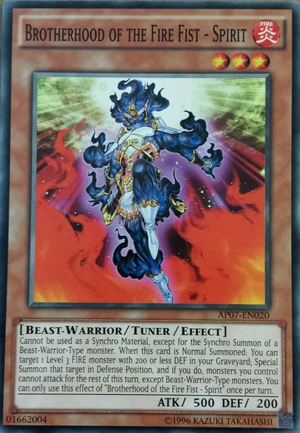 BROTHERHOOD OF THE FIRE FIST - SPIRIT
FIRE
炎
AP07-EN020
[BEAST-WARRIOR/TUNER/EFFECT]
Cannot be used as a Synchro Material, except for the Synchro Summon of a
Beast-Warrior-Type monster. When this card is Normal Summoned: You can
target 1 Level 3 FIRE monster with 200 or less DEF in your Graveyard; Special
Summon that target in Defense Position, and if you do, monsters you control
cannot attack for the rest of this turn, except Beast-Warrior-Type monsters. You
can only use this effect of "Brotherhood of the Fire Fist - Spirit" once per turn.
ATK/ 500 DEF/ 200
01662004
©1996 KAZUKI TAKAHASHI